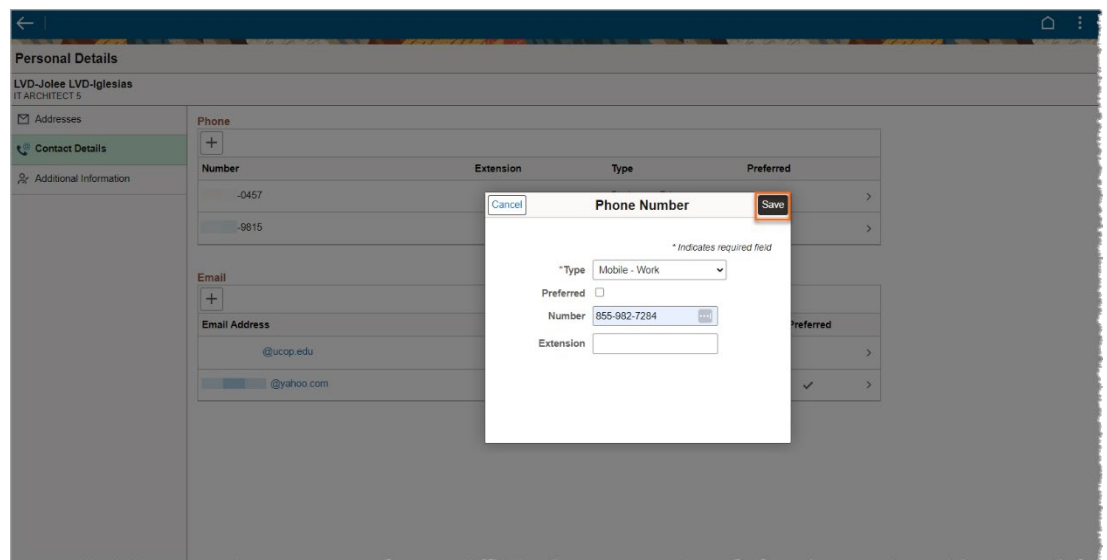 Personal Details
LVD-Jolee LVD-Iglesias
IT ARCHITECT 5
Addresses
Contact Details
Additional Information
Phone
Number Extension Type Preferred
-0457
-9815
Email
Email Address Preferred
@ucop.edu
@yahoo.com
Cancel Phone Number Save
* Indicates required field
*Type Mobile - Work
Preferred
Number 855-982-7284
Extension